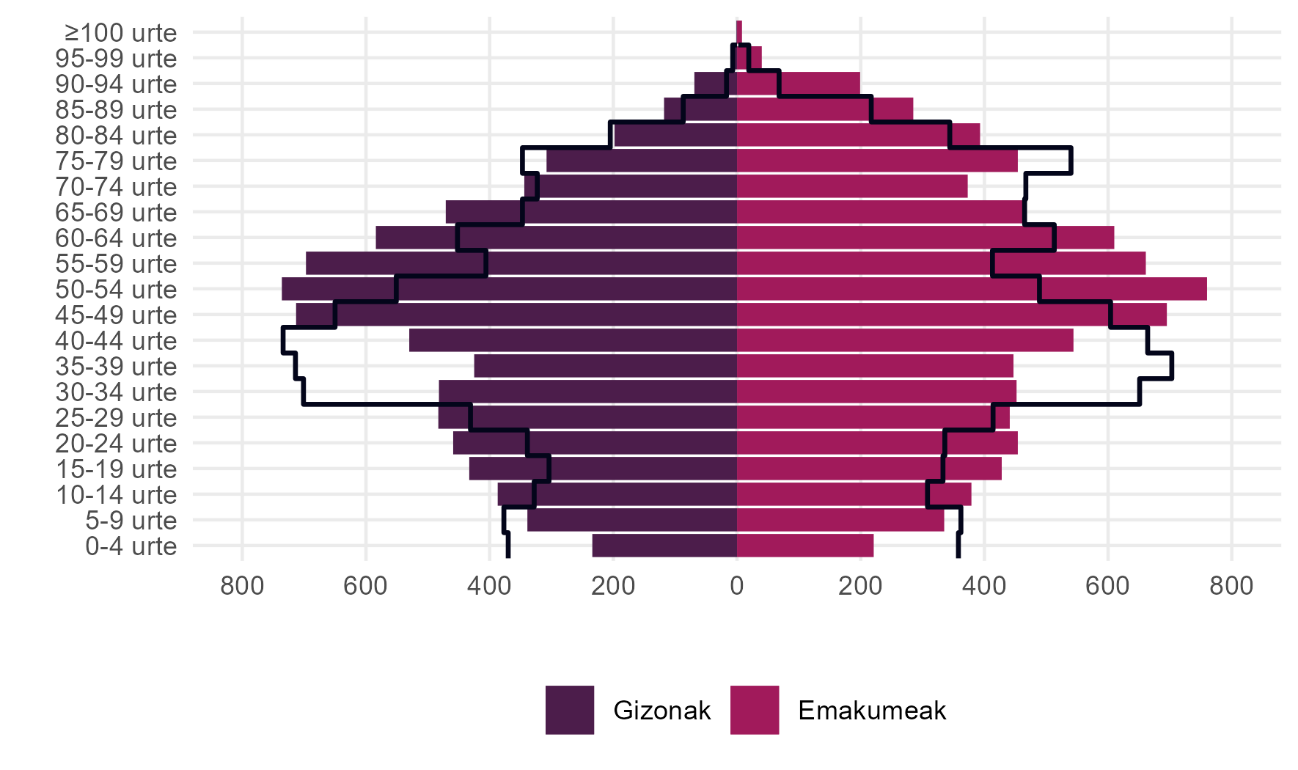 ≥100 urte
95-99 urte
90-94 urte
85-89 urte
80-84 urte
75-79 urte
70-74 urte
65-69 urte
60-64 urte
55-59 urte
50-54 urte
45-49 urte
40-44 urte
35-39 urte
30-34 urte
25-29 urte
20-24 urte
15-19 urte
10-14 urte
5-9 urte
0-4 urte
800 600 400 200 0 200 400 600 800
Gizonak Emakumeak